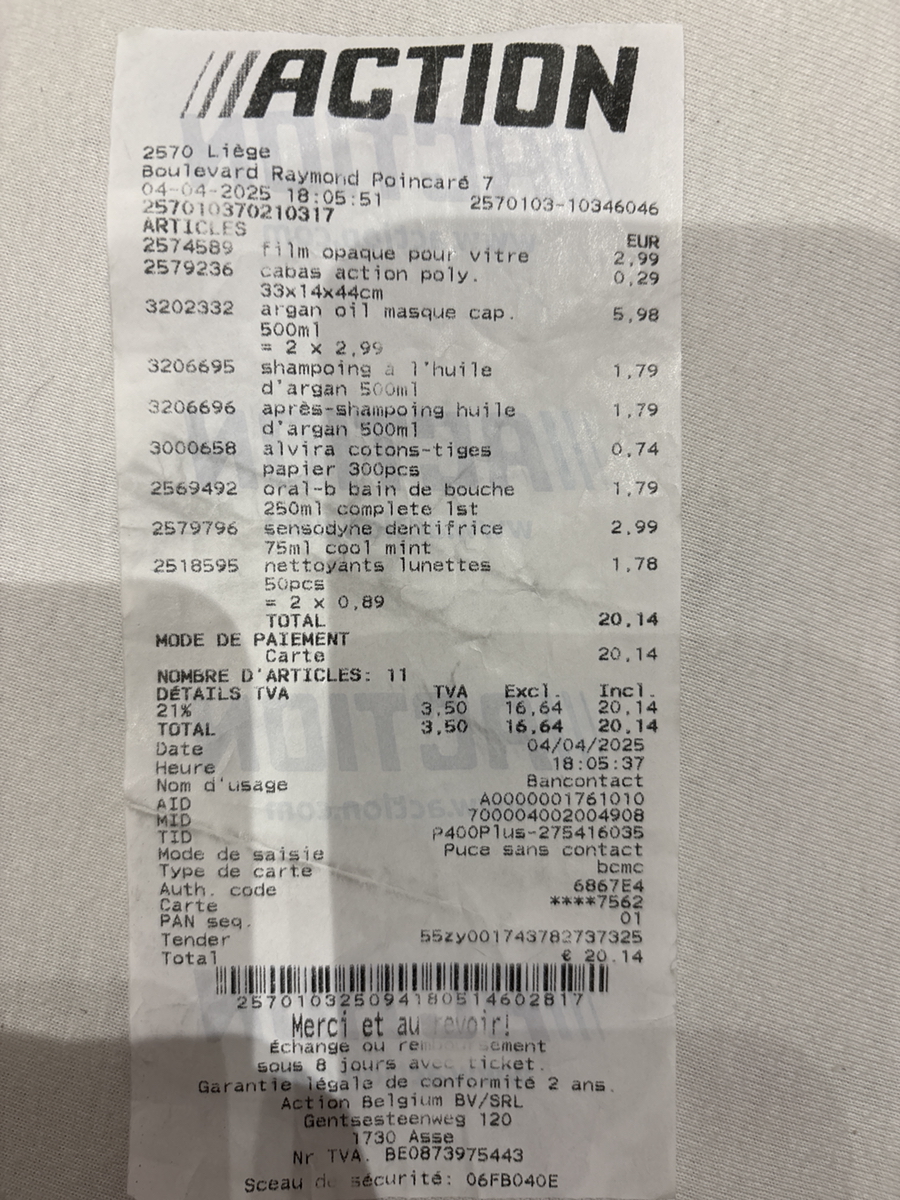 ///ACTION
2570 Liège
Boulevard Raymond Poincaré 7
04-04-2025 18:05:51 2570103-10346046
257010370210317
ARTICLES EUR
2574589 film opaque pour vitre 2,99
2579236 cabas action poly. 0,29
33x14x44cm
3202332 argan oil masque cap. 5,98
500ml
= 2 x 2,99
3206695 shampoing à l'huile 1,79
d'argan 500ml
3206696 après-shampoing huile 1,79
d'argan 500ml
3000658 alvira cotons-tiges 0,74
papier 300pcs
2569492 oral-b bain de bouche 1,79
250ml complete 1st
2579796 sensodyne dentifrice 2,99
75ml cool mint
2518595 nettoyants lunettes 1,78
50pcs
= 2 x 0,89
TOTAL 20,14
MODE DE PAIEMENT
Carte 20,14
NOMBRE D'ARTICLES: 11
DÉTAILS TVA TVA Excl. Incl.
21% 3,50 16,64 20,14
TOTAL 3,50 16,64 20,14
Date 04/04/2025
Heure 18:05:37
Nom d'usage Bancontact
AID A0000001761010
MID 700004002004908
TID P400Plus-275416035
Mode de saisie Puce sans contact
Type de carte bcmc
Auth. code 6867E4
Carte ****7562
PAN seq. 01
Tender 55zy001743782737325
Total € 20.14
2570103250941805146​02817
Merci et au revoir!
Échange ou remboursement
sous 8 jours avec ticket.
Garantie légale de conformité 2 ans.
Action Belgium BV/SRL
Gentsesteenweg 120
1730 Asse
Nr TVA. BE0873975443
Sceau de sécurité: 06FB040E